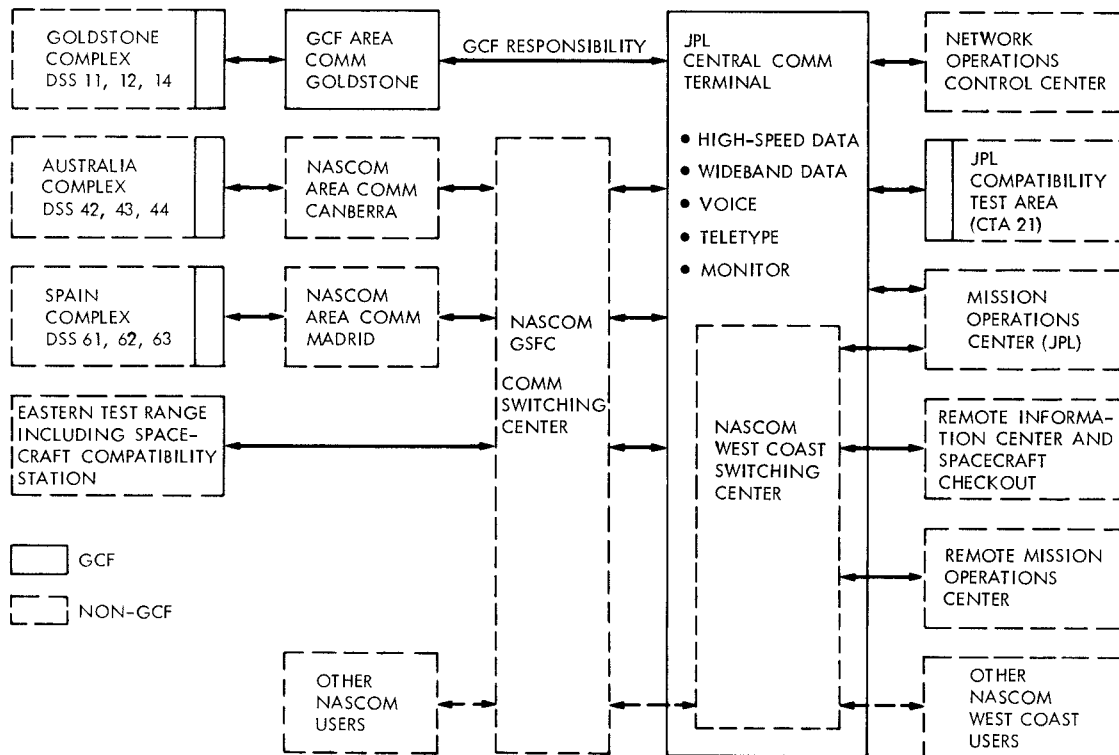 GOLDSTONE
COMPLEX
DSS 11, 12, 14
GCF AREA
COMM
GOLDSTONE
GCF RESPONSIBILITY
JPL
CENTRAL COMM
TERMINAL
• HIGH-SPEED DATA
• WIDEBAND DATA
• VOICE
• TELETYPE
• MONITOR
NETWORK
OPERATIONS
CONTROL CENTER
AUSTRALIA
COMPLEX
DSS 42, 43, 44
NASCOM
AREA COMM
CANBERRA
JPL
COMPATIBILITY
TEST AREA
(CTA 21)
SPAIN
COMPLEX
DSS 61, 62, 63
NASCOM
AREA COMM
MADRID
NASCOM
GSFC
COMM
SWITCHING
CENTER
MISSION
OPERATIONS
CENTER (JPL)
EASTERN TEST RANGE
INCLUDING SPACE-
CRAFT COMPATIBILITY
STATION
NASCOM
WEST COAST
SWITCHING
CENTER
REMOTE INFORMA-
TION CENTER AND
SPACECRAFT
CHECKOUT
GCF
NON-GCF
REMOTE MISSION
OPERATIONS
CENTER
OTHER
NASCOM
USERS
OTHER
NASCOM
WEST COAST
USERS